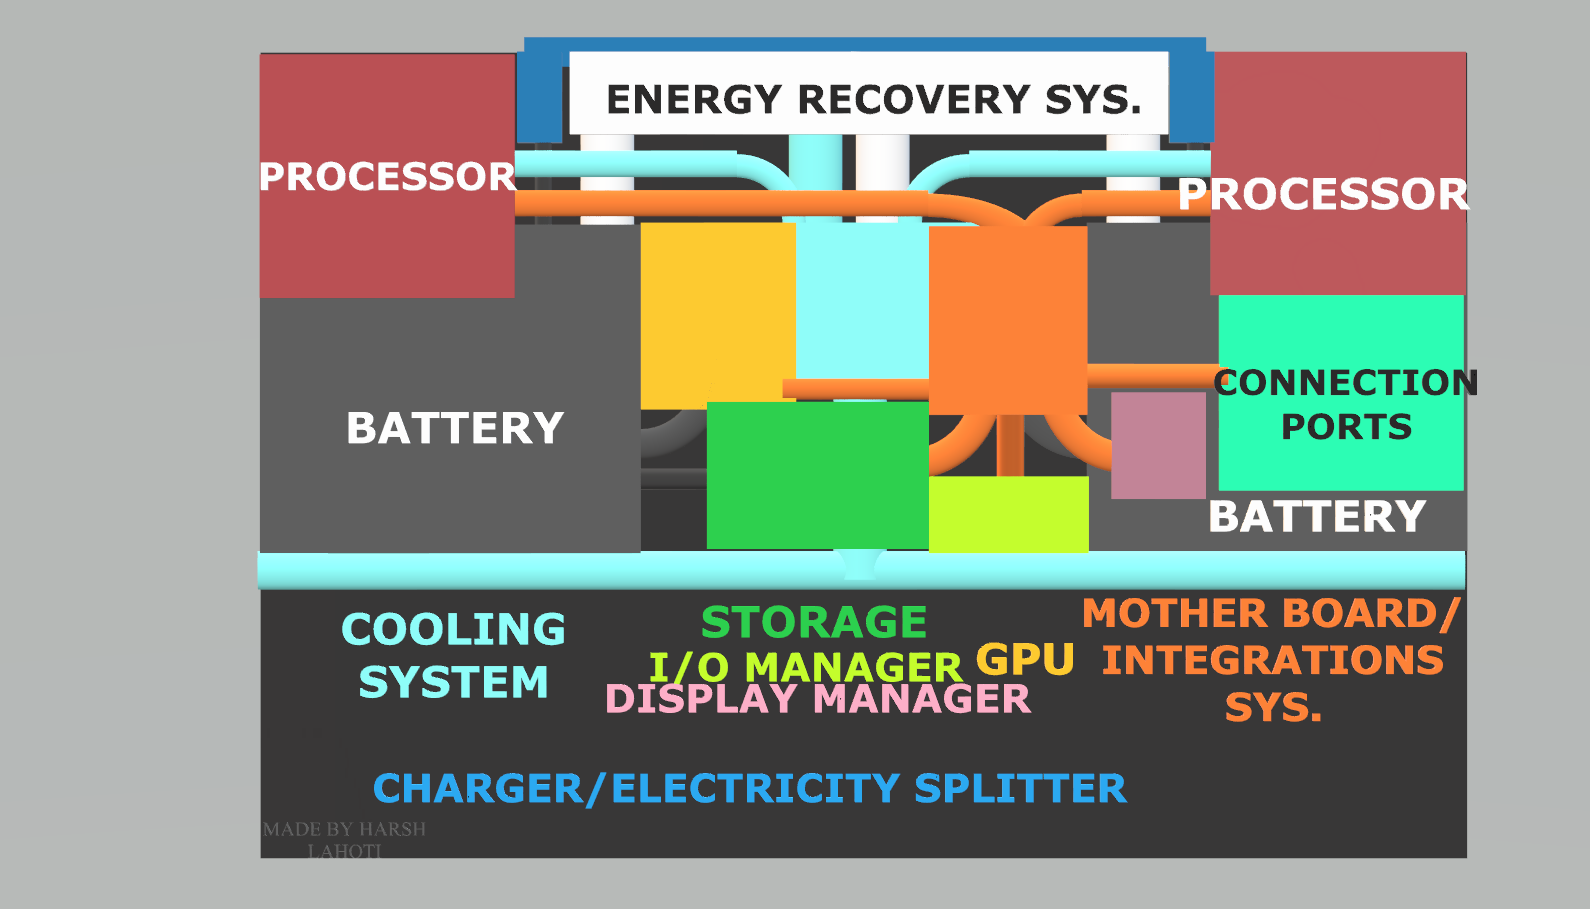 ENERGY RECOVERY SYS.
PROCESSOR
PROCESSOR
CONNECTION
PORTS
BATTERY
BATTERY
COOLING
SYSTEM
STORAGE
I/O MANAGER
GPU
DISPLAY MANAGER
MOTHER BOARD/
INTEGRATIONS
SYS.
CHARGER/ELECTRICITY SPLITTER
MADE BY HARSH
LAHOTI